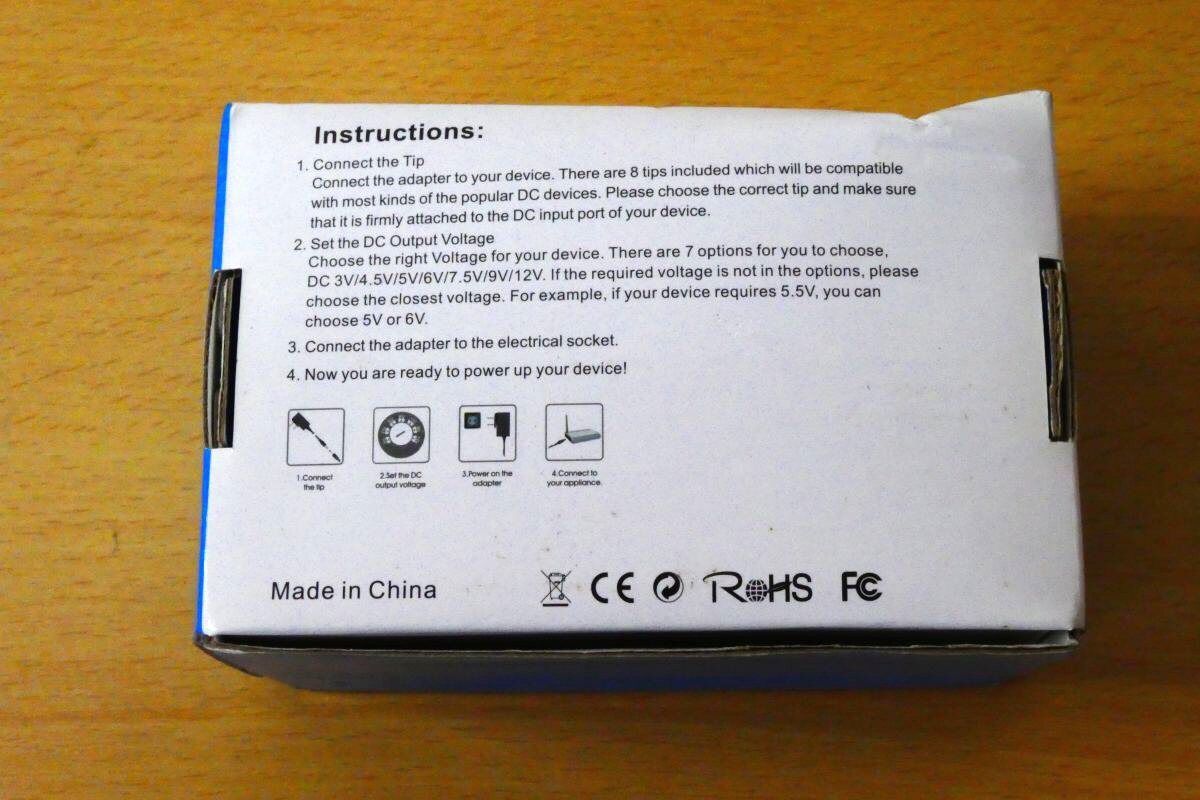 Instructions:
1. Connect the Tip
Connect the adapter to your device. There are 8 tips included which will be compatible
with most kinds of the popular DC devices. Please choose the correct tip and make sure
that it is firmly attached to the DC input port of your device.
2. Set the DC Output Voltage
Choose the right Voltage for your device. There are 7 options for you to choose,
DC 3V/4.5V/5V/6V/7.5V/9V/12V. If the required voltage is not in the options, please
choose the closest voltage. For example, if your device requires 5.5V, you can
choose 5V or 6V.
3. Connect the adapter to the electrical socket.
4. Now you are ready to power up your device!
1.Connect
the tip
2.Set the DC
output voltage
3.Power on the
adapter
4.Connect to
your appliance.
Made in China
CE
RoHS
FC